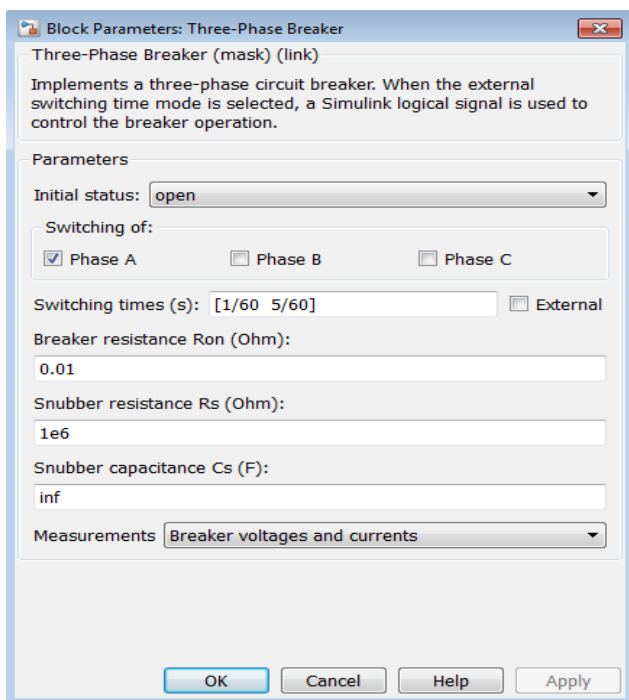 Block Parameters: Three-Phase Breaker
Three-Phase Breaker (mask) (link)
Implements a three-phase circuit breaker. When the external
switching time mode is selected, a Simulink logical signal is used to
control the breaker operation.
Parameters
Initial status: open
Switching of:
Phase A Phase B Phase C
Switching times (s): [1/60 5/60] External
Breaker resistance Ron (Ohm):
0.01
Snubber resistance Rs (Ohm):
1e6
Snubber capacitance Cs (F):
inf
Measurements Breaker voltages and currents
OK Cancel Help Apply